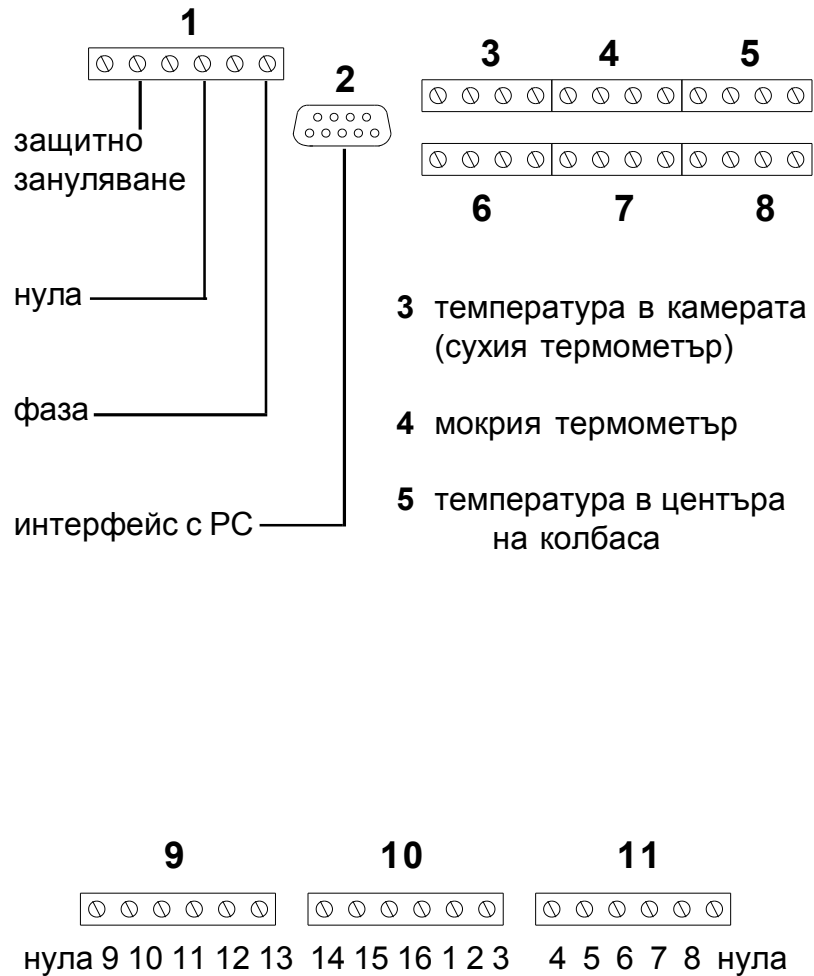 1
2
3 4 5
защитно
зануляване
6 7 8
нула
фаза
интерфейс с PC
3 температура в камерата
(сухия термометър)
4 мокрия термометър
5 температура в центъра
на колбаса
9 10 11
нула 9 10 11 12 13 14 15 16 1 2 3 4 5 6 7 8 нула